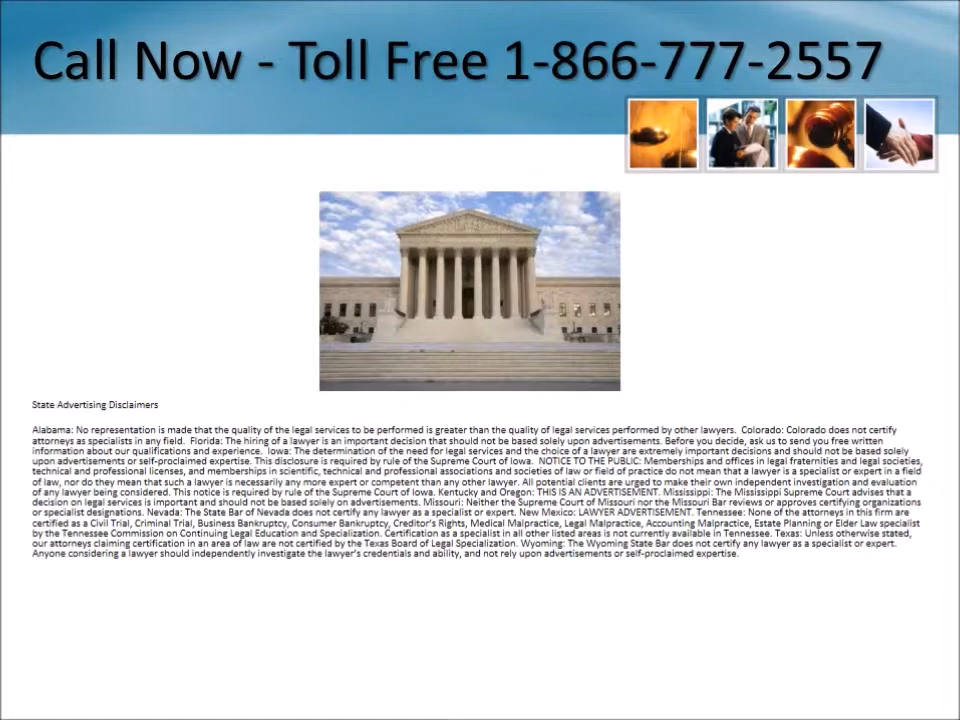 Call Now - Toll Free 1-866-777-2557
State Advertising Disclaimers
Alabama: No representation is made that the quality of the legal services to be performed is greater than the quality of legal services performed by other lawyers.  Colorado: Colorado does not certify
attorneys as specialists in any field.  Florida: The hiring of a lawyer is an important decision that should not be based solely upon advertisements. Before you decide, ask us to send you free written
information about our qualifications and experience.  Iowa: The determination of the need for legal services and the choice of a lawyer are extremely important decisions and should not be based solely
upon advertisements or self-proclaimed expertise. This disclosure is required by rule of the Supreme Court of Iowa.  NOTICE TO THE PUBLIC: Memberships and offices in legal fraternities and legal societies,
technical and professional licenses, and memberships in scientific, technical and professional associations and societies of law or field of practice do not mean that a lawyer is a specialist or expert in a field
of law, nor do they mean that such a lawyer is necessarily any more expert or competent than any other lawyer. All potential clients are urged to make their own independent investigation and evaluation
of any lawyer being considered. This notice is required by rule of the Supreme Court of Iowa. Kentucky and Oregon: THIS IS AN ADVERTISEMENT. Mississippi: The Mississippi Supreme Court advises that a
decision on legal services is important and should not be based solely on advertisements. Missouri: Neither the Supreme Court of Missouri nor the Missouri Bar reviews or approves certifying organizations
or specialist designations. Nevada: The State Bar of Nevada does not certify any lawyer as a specialist or expert. New Mexico: LAWYER ADVERTISEMENT. Tennessee: None of the attorneys in this firm are
certified as a Civil Trial, Criminal Trial, Business Bankruptcy, Consumer Bankruptcy, Creditor's Rights, Medical Malpractice, Legal Malpractice, Accounting Malpractice, Estate Planning or Elder Law specialist
by the Tennessee Commission on Continuing Legal Education and Specialization. Certification as a specialist in all other listed areas is not currently available in Tennessee. Texas: Unless otherwise stated,
our attorneys claiming certification in an area of law are not certified by the Texas Board of Legal Specialization. Wyoming: The Wyoming State Bar does not certify any lawyer as a specialist or expert.
Anyone considering a lawyer should independently investigate the lawyer's credentials and ability, and not rely upon advertisements or self-proclaimed expertise.